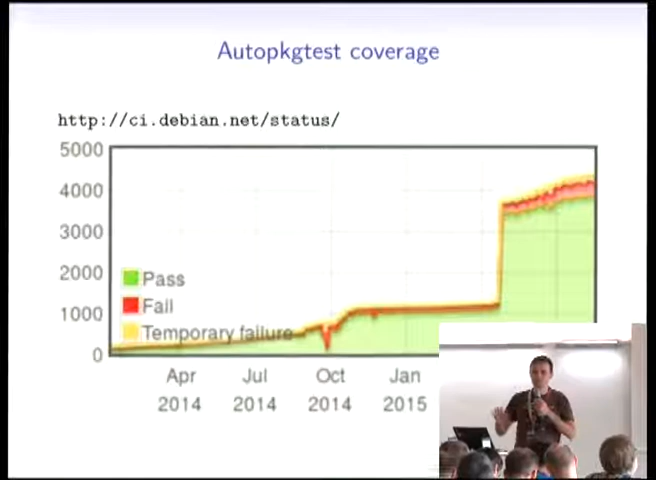 Autopkgtest coverage
http://ci.debian.net/status/
5000
4000
3000
2000
1000
0
Pass
Fail
Temporary failure
Apr Jul Oct Jan
2014 2014 2014 2015